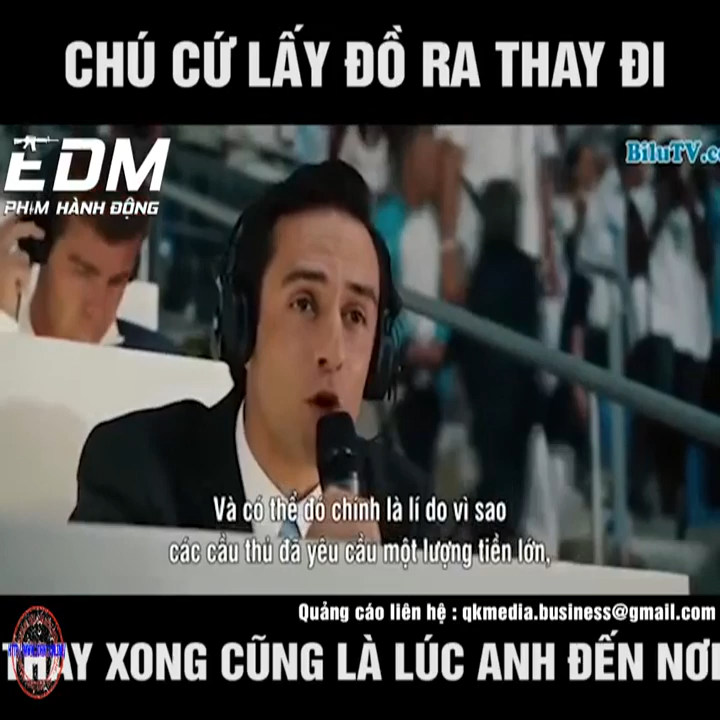 CHÚ CỨ LẤY ĐỒ RA THAY ĐI
EDM
PHIM HÀNH ĐỘNG
BiluTV.c
Và có thể đó chính là lí do vì sao
các cầu thủ đã yêu cầu một lượng tiền lớn,
Quảng cáo liên hệ : qkmedia.business@gmail.com
THAY XONG CŨNG LÀ LÚC ANH ĐẾN NƠI